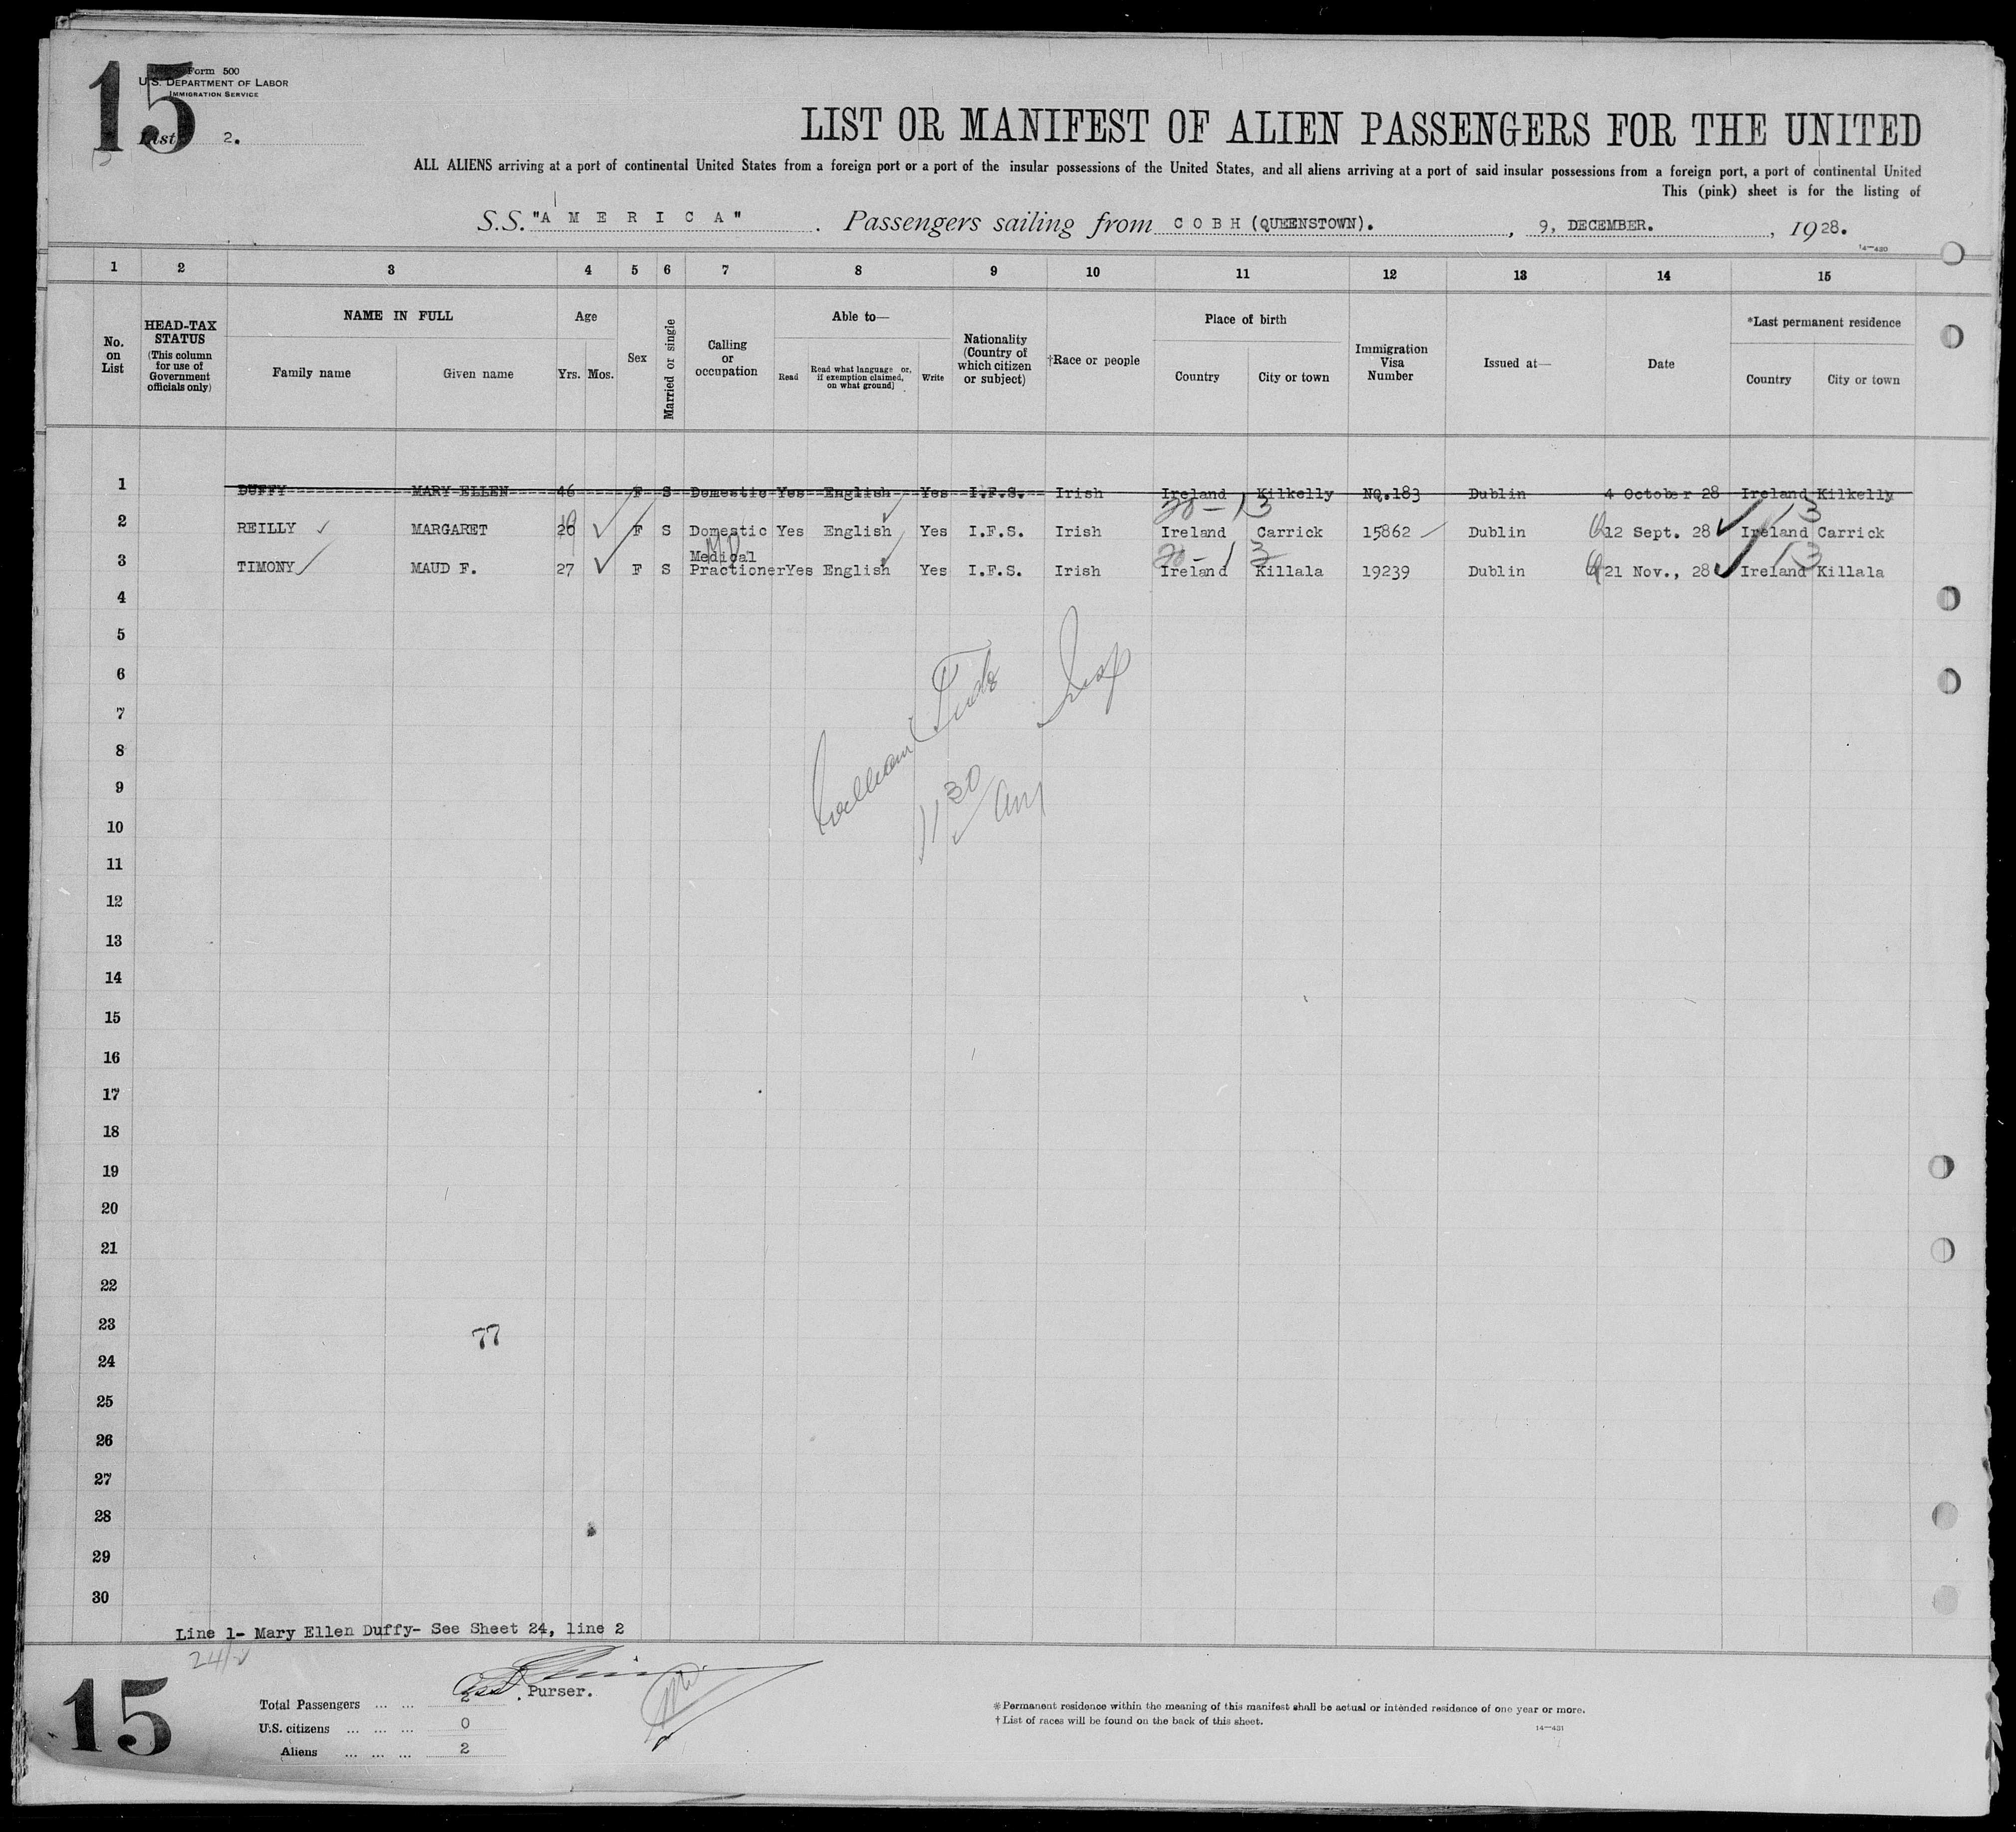 15
Form 500
U.S. DEPARTMENT OF LABOR
IMMIGRATION SERVICE
List 2.
LIST OR MANIFEST OF ALIEN PASSENGERS FOR THE UNITED
ALL ALIENS arriving at a port of continental United States from a foreign port or a port of the insular possessions of the United States, and all aliens arriving at a port of said insular possessions from a foreign port, a port of continental United
This (pink) sheet is for the listing of
S.S. "AMERICA". Passengers sailing from COBH (QUEENSTOWN)., 9, DECEMBER., 1928.
14—430
1 2 3 4 5 6 7 8 9 10 11 12 13 14 15
No. on List
HEAD-TAX STATUS (This column for use of Government officials only)
NAME IN FULL
Family name Given name
Age
Yrs. Mos.
Sex
Married or single
Calling or occupation
Able to—
Read Read what language or, if exemption claimed, on what ground] Write
Nationality (Country of which citizen or subject)
†Race or people
Place of birth
Country City or town
Immigration Visa Number
Issued at—
Date
*Last permanent residence
Country City or town
1 DUFFY MARY ELLEN 46 F S Domestic Yes English Yes I.F.S. Irish Ireland Kilkelly NQ.183 Dublin 4 October 28 Ireland Kilkelly
2 REILLY MARGARET 20 F S Domestic Yes English Yes I.F.S. Irish Ireland Carrick 15862 Dublin 12 Sept. 28 Ireland Carrick
3 TIMONY MAUD F. 27 F S Medical Practioner Yes English Yes I.F.S. Irish Ireland Killala 19239 Dublin 21 Nov., 28 Ireland Killala
4
5
6
7
8
9
10
11
12
13
14
15
16
17
18
19
20
21
22
23
24
25
26
27
28
29
30
William
Insp
11 30 AM
77
Line 1- Mary Ellen Duffy- See Sheet 24, line 2
15
Purser.
Total Passengers ... ... 2
U.S. citizens ... ... ... 0
Aliens ... ... ... 2
*Permanent residence within the meaning of this manifest shall be actual or intended residence of one year or more.
†List of races will be found on the back of this sheet.
14—431